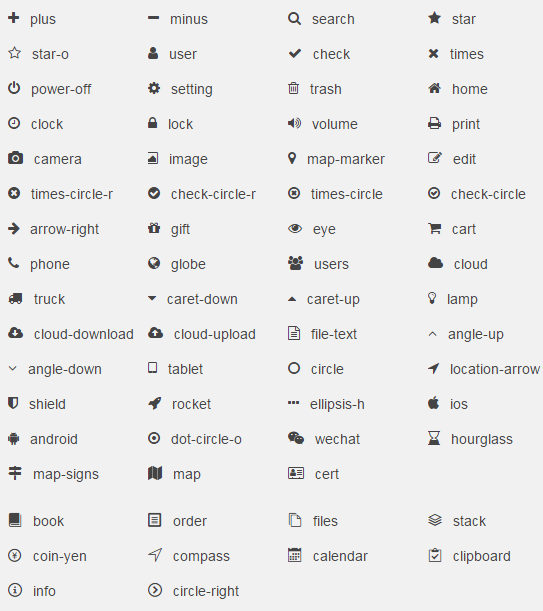 plus minus search star
star-o user check times
power-off setting trash home
clock lock volume print
camera image map-marker edit
times-circle-r check-circle-r times-circle check-circle
arrow-right gift eye cart
phone globe users cloud
truck caret-down caret-up lamp
cloud-download cloud-upload file-text angle-up
angle-down tablet circle location-arrow
shield rocket ellipsis-h ios
android dot-circle-o wechat hourglass
map-signs map cert
book order files stack
coin-yen compass calendar clipboard
info circle-right